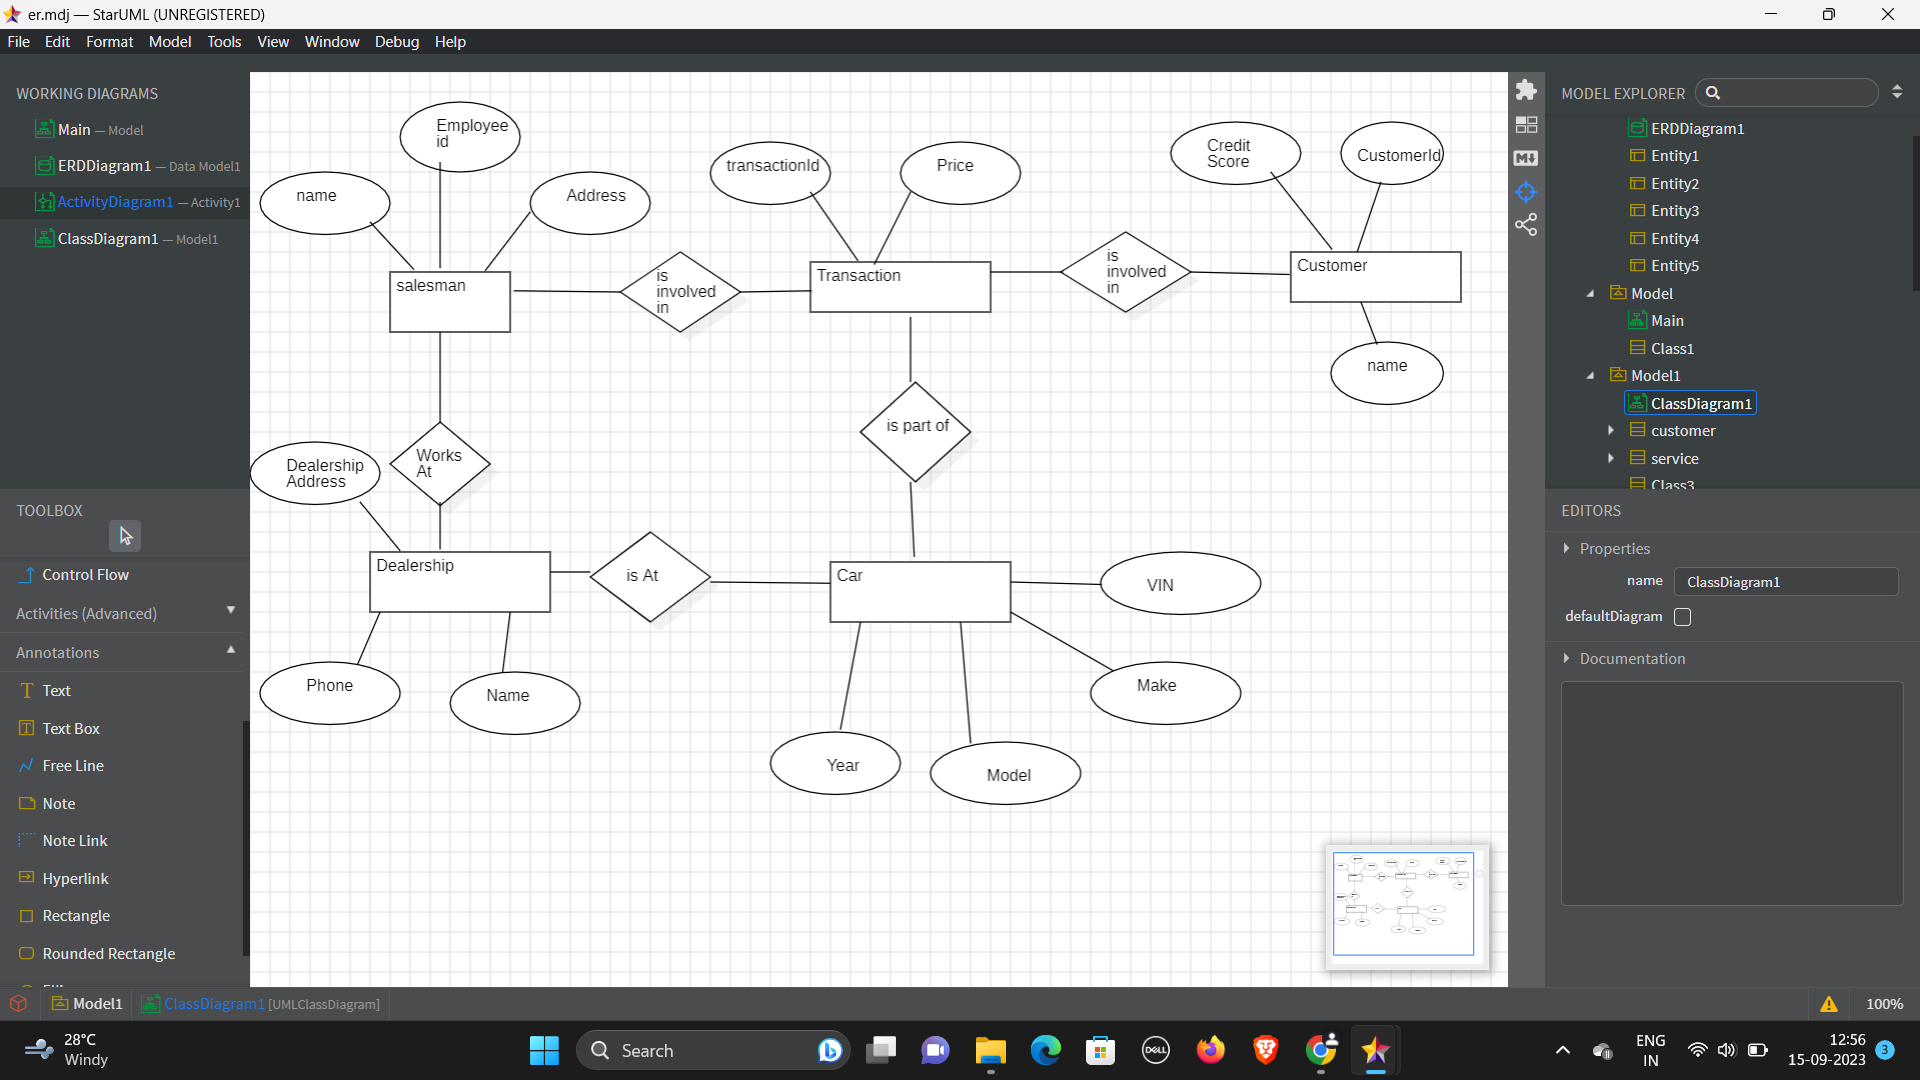 er.mdj — StarUML (UNREGISTERED)
File Edit Format Model Tools View Window Debug Help
WORKING DIAGRAMS
Main — Model
ERDDiagram1 — Data Model1
ActivityDiagram1 — Activity1
ClassDiagram1 — Model1
TOOLBOX
Control Flow
Activities (Advanced)
Annotations
Text
Text Box
Free Line
Note
Note Link
Hyperlink
Rectangle
Rounded Rectangle
Employee
id
name
Address
salesman
is
involved
in
transactionId
Price
Transaction
is
involved
in
Credit
Score
CustomerId
Customer
name
is part of
Works
At
Dealership
Address
Dealership
Phone
Name
is At
Car
VIN
Make
Model
Year
MODEL EXPLORER
ERDDiagram1
Entity1
Entity2
Entity3
Entity4
Entity5
Model
Main
Class1
Model1
ClassDiagram1
customer
service
Class3
EDITORS
Properties
name ClassDiagram1
defaultDiagram
Documentation
Model1 ClassDiagram1 [UMLClassDiagram]
100%
28°C
Windy
Search
DELL
ENG
IN
12:56
15-09-2023
3